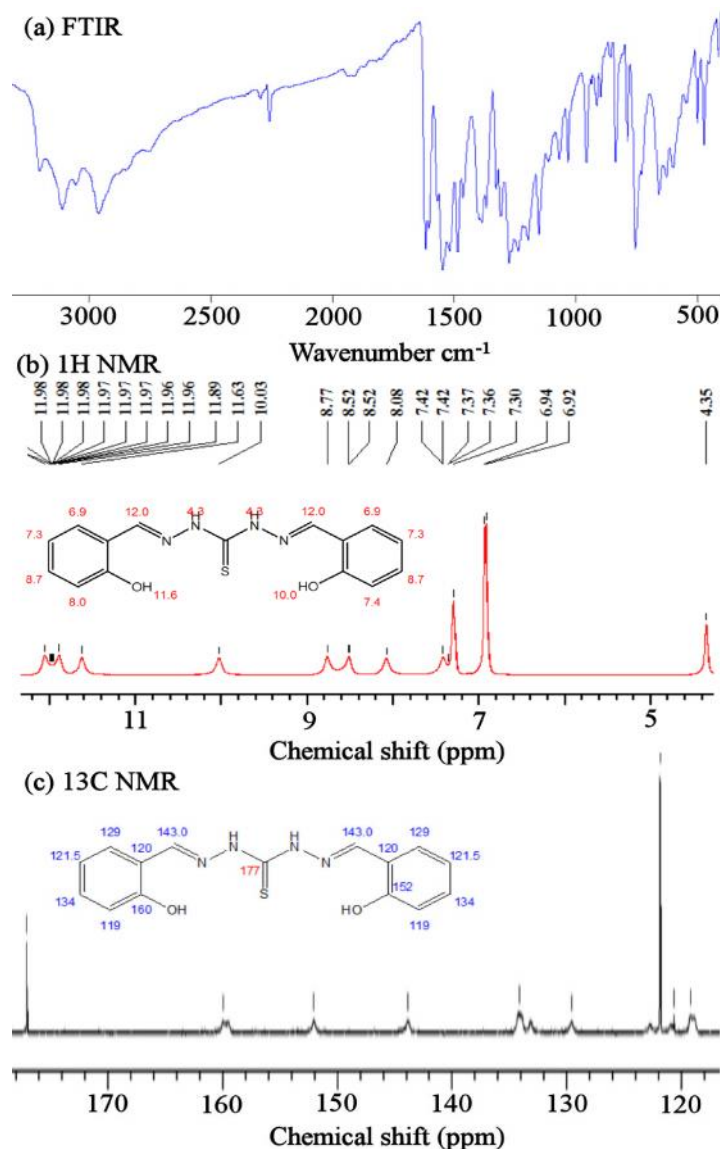 (a) FTIR
3000 2500 2000 1500 1000 500
Wavenumber cm-1
(b) 1H NMR
11.98 11.98 11.98 11.97 11.97 11.97 11.96 11.96 11.89 11.63 10.03 8.77 8.52 8.52 8.08 7.42 7.42 7.37 7.36 7.30 6.94 6.92 4.35
6.9 12.0 4.3 4.3 12.0 6.9
H H
7.3 N N 7.3
N N
8.7 S 8.7
OH HO
8.0 11.6 10.0 7.4
11 9 7 5
Chemical shift (ppm)
(c) 13C NMR
129 143.0 H H 143.0 129
121.5 120 N N 120 121.5
N 177 N
134 160 S 152 134
OH HO
119 119
170 160 150 140 130 120
Chemical shift (ppm)